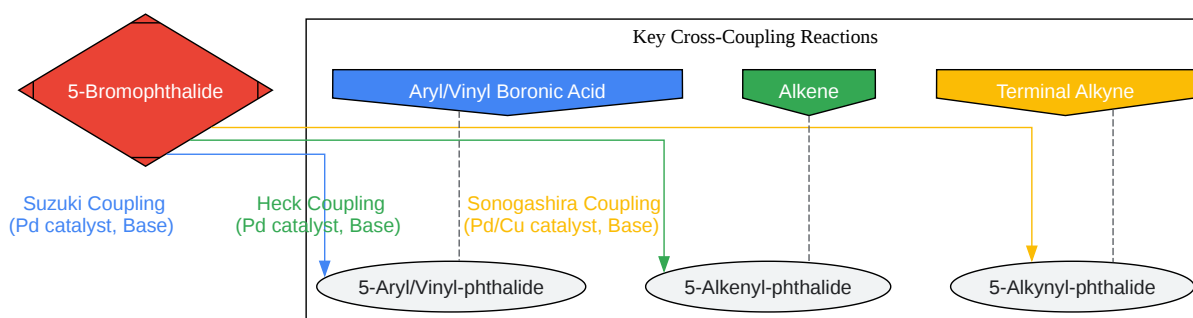 Key Cross-Coupling Reactions
5-Bromophthalide
Aryl/Vinyl Boronic Acid
Alkene
Terminal Alkyne
Suzuki Coupling
(Pd catalyst, Base)
Heck Coupling
(Pd catalyst, Base)
Sonogashira Coupling
(Pd/Cu catalyst, Base)
5-Aryl/Vinyl-phthalide
5-Alkenyl-phthalide
5-Alkynyl-phthalide